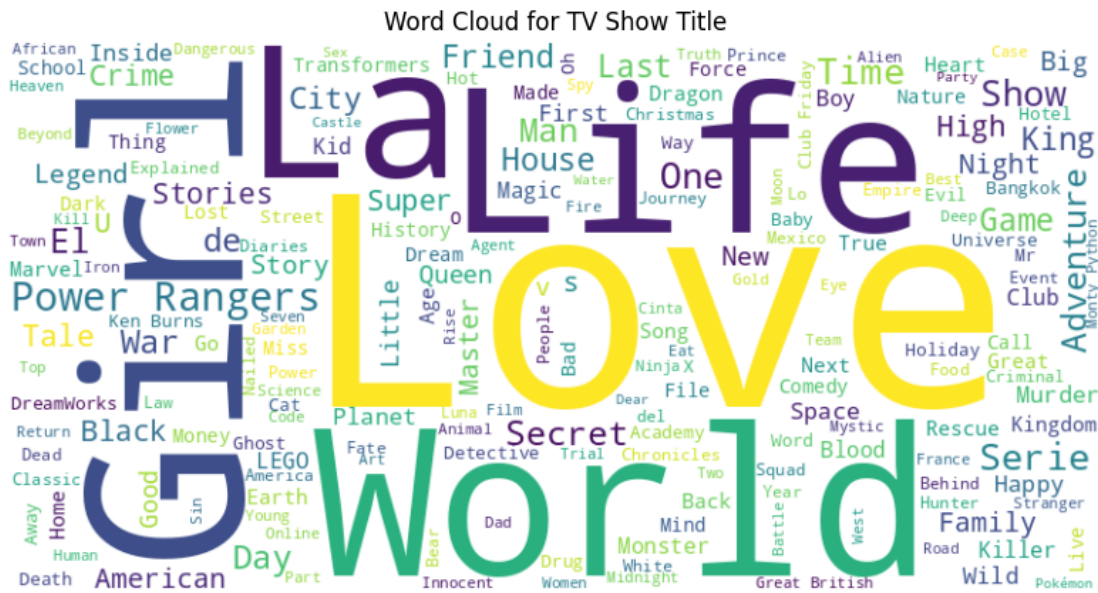 Word Cloud for TV Show Title
African
Inside
Dangerous
School
Crime
Heaven
Beyond
Flower
Thing
Explained
Legend
Stories
Dark
U
Lost
Street
Kill
Town
El
de
Diaries
Marvel
Iron
Story
Power Rangers
Ken Burns
Seven
Garden
Tale
War
Go
Miss
Top
Nailed
Power
Science
DreamWorks
Law
Cat
Code
Return
Black
Money
Ghost
Dead
LEGO
America
Classic
Good
Sin
Earth
Young
Away
Home
Online
Human
Day
Part
Death
American
Girl
La
Life
Love
World
Sex
Transformers
City
Castle
Kid
Friend
Oh
Hot
Made
Spy
First
Man
House
Magic
Last
Truth
Prince
Force
Dragon
Christmas
Way
Water
One
Fire
Journey
Super
o
History
Dream
Agent
Queen
Little
Age
Rise
Master
v
s
People
Bad
Cinta
Song
Ninja
X
Eat
File
Dear
Planet
Luna
Film
del
Animal
Secret
Academy
Fate
Art
Detective
Trial
Chronicles
Two
Dad
Back
Mind
Bear
Drug
Monster
White
Innocent
Women
Midnight
Great British
Time
Alien
Heart
Case
Big
Party
Boy
Nature
Show
Hotel
Club Friday
High
King
Night
Moon
Lo
Empire
Best
Bangkok
Evil
Baby
Deep
Game
Mexico
True
Universe
Mr
Adventure
Monty Python
New
Gold
Eye
Event
Club
Team
Holiday
Call
Next
Food
Great
Comedy
Criminal
Murder
Space
Mystic
Word
Blood
Rescue
Kingdom
Squad
France
Serie
Year
Behind
Happy
Battle
West
Hunter
Stranger
Family
Road
Killer
Live
Wild
Pokémon